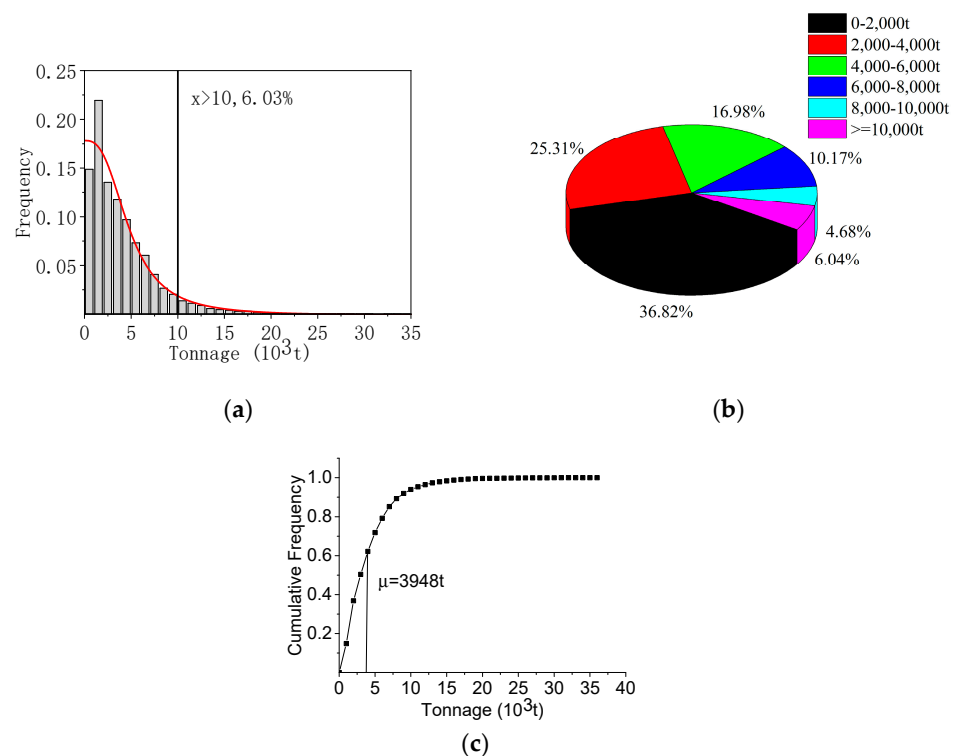 0-2,000t
2,000-4,000t
4,000-6,000t
6,000-8,000t
8,000-10,000t
>=10,000t
0.25
0.20
0.15
0.10
0.05
Frequency
x>10,6.03%
0 5 10 15 20 25 30 35
Tonnage (10³t)
16.98%
25.31%
10.17%
4.68%
6.04%
36.82%
(a)
(b)
1.0
0.8
0.6
0.4
0.2
Cumulative Frequency
μ=3948t
0 5 10 15 20 25 30 35 40
Tonnage (10³t)
(c)